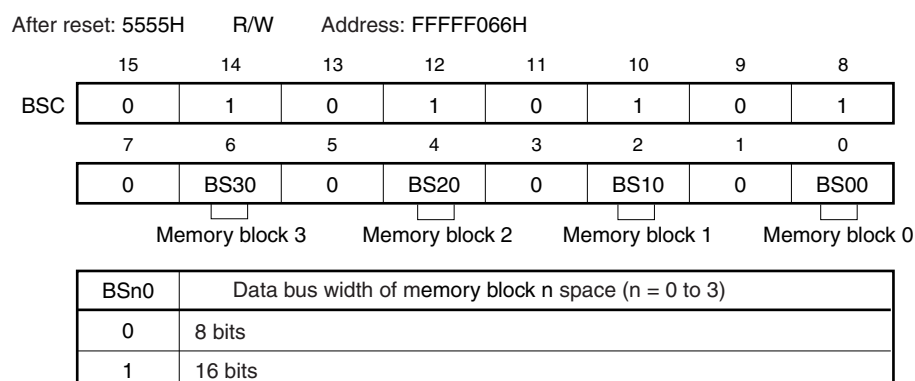 After reset: 5555H R/W Address: FFFFF066H
15 14 13 12 11 10 9 8
BSC 0 1 0 1 0 1 0 1
7 6 5 4 3 2 1 0
0 BS30 0 BS20 0 BS10 0 BS00
Memory block 3 Memory block 2 Memory block 1 Memory block 0
BSn0 Data bus width of memory block n space (n = 0 to 3)
0 8 bits
1 16 bits